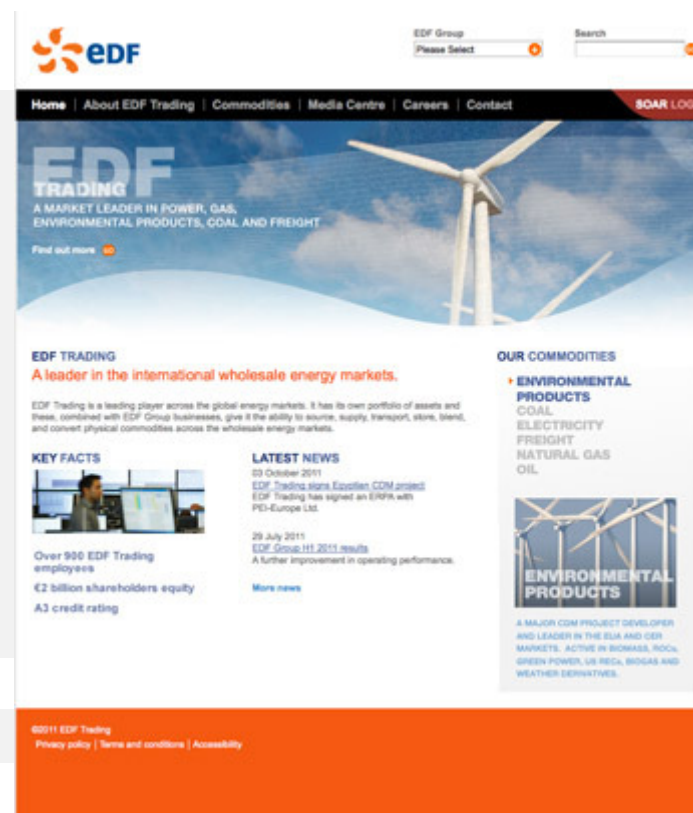 edf
EDF Group
Please Select
Search
Home | About EDF Trading | Commodities | Media Centre | Careers | Contact
SOAR LOG
EDF
TRADING
A MARKET LEADER IN POWER, GAS,
ENVIRONMENTAL PRODUCTS, COAL AND FREIGHT
Find out more GO
EDF TRADING
A leader in the international wholesale energy markets.
EDF Trading is a leading player across the global energy markets. It has its own portfolio of assets and
these, combined with EDF Group businesses, give it the ability to source, supply, transport, store, blend,
and convert physical commodities across the wholesale energy markets.
KEY FACTS
Over 900 EDF Trading
employees
€2 billion shareholders equity
A3 credit rating
LATEST NEWS
03 October 2011
EDF Trading signs Egyptian CDM project
EDF Trading has signed an ERPA with
PEI-Europe Ltd.
29 July 2011
EDF Group H1 2011 results
A further improvement in operating performance.
More news
OUR COMMODITIES
ENVIRONMENTAL
PRODUCTS
COAL
ELECTRICITY
FREIGHT
NATURAL GAS
OIL
ENVIRONMENTAL
PRODUCTS
A MAJOR CDM PROJECT DEVELOPER
AND LEADER IN THE EUA AND CER
MARKETS. ACTIVE IN BIOMASS, ROCs,
GREEN POWER, US RECs, BIOGAS AND
WEATHER DERIVATIVES.
©2011 EDF Trading
Privacy policy | Terms and conditions | Accessibility